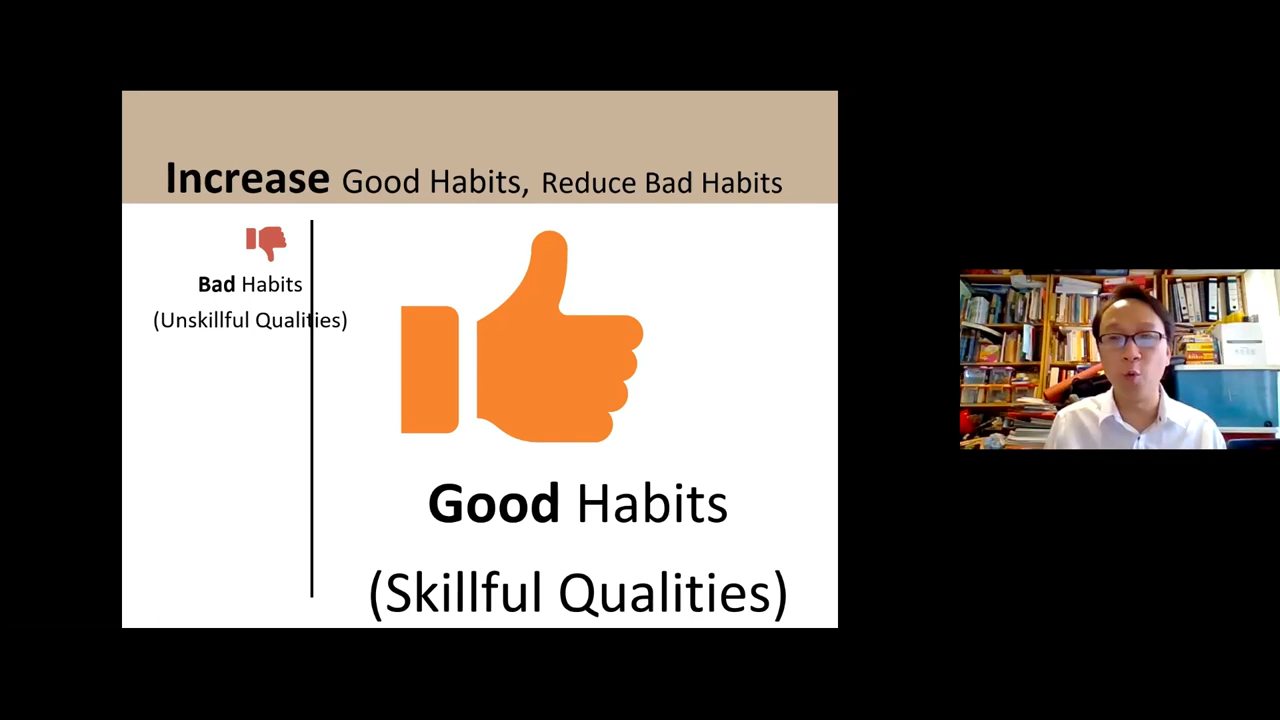 Increase Good Habits, Reduce Bad Habits
Bad Habits
(Unskillful Qualities)
Good Habits
(Skillful Qualities)